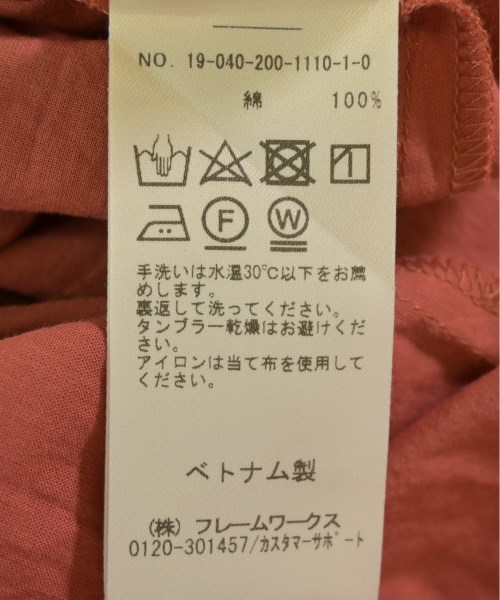 NO. 19-040-200-1110-1-0
綿 100%
F W
手洗いは水温30℃以下をお薦
めします。
裏返して洗ってください。
タンブラー乾燥はお避けくだ
さい。
アイロンは当て布を使用して
ください。
ベトナム製
(株) フレームワークス
0120-301457/カスタマーサポート